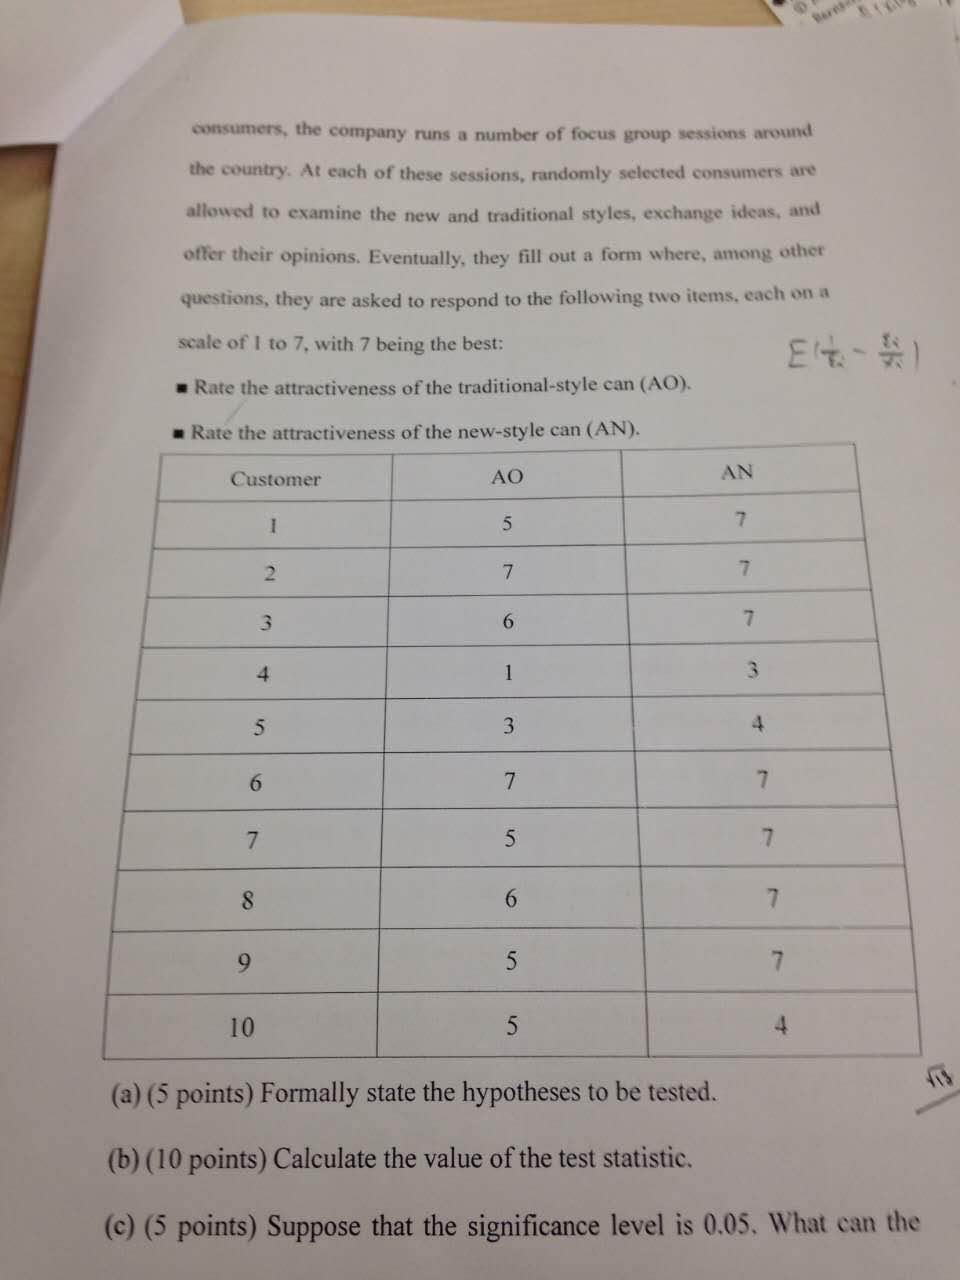 consumers, the company runs a number of focus group sessions around
the country. At each of these sessions, randomly selected consumers are
allowed to examine the new and traditional styles, exchange ideas, and
offer their opinions. Eventually, they fill out a form where, among other
questions, they are asked to respond to the following two items, each on a
scale of 1 to 7, with 7 being the best:
■ Rate the attractiveness of the traditional-style can (AO).
■ Rate the attractiveness of the new-style can (AN).
Customer AO AN
1 5 7
2 7 7
3 6 7
4 1 3
5 3 4
6 7 7
7 5 7
8 6 7
9 5 7
10 5 4
(a) (5 points) Formally state the hypotheses to be tested.
(b) (10 points) Calculate the value of the test statistic.
(c) (5 points) Suppose that the significance level is 0.05. What can the